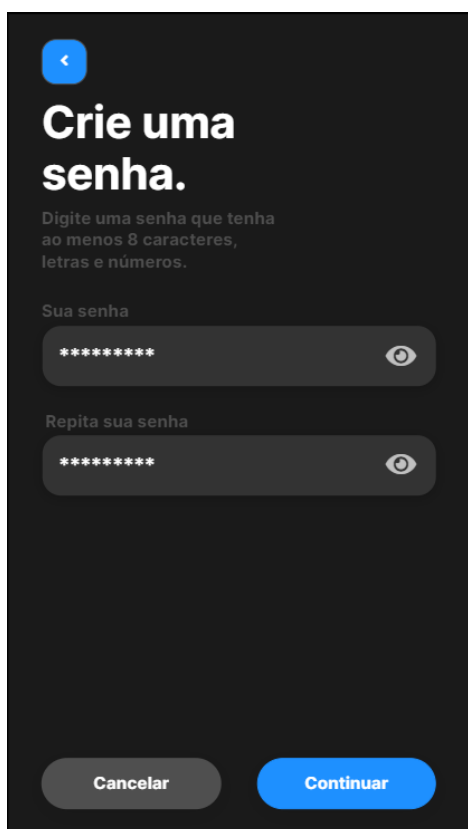 Crie uma
senha.
Digite uma senha que tenha
ao menos 8 caracteres,
letras e números.
Sua senha
*********
Repita sua senha
*********
Cancelar
Continuar